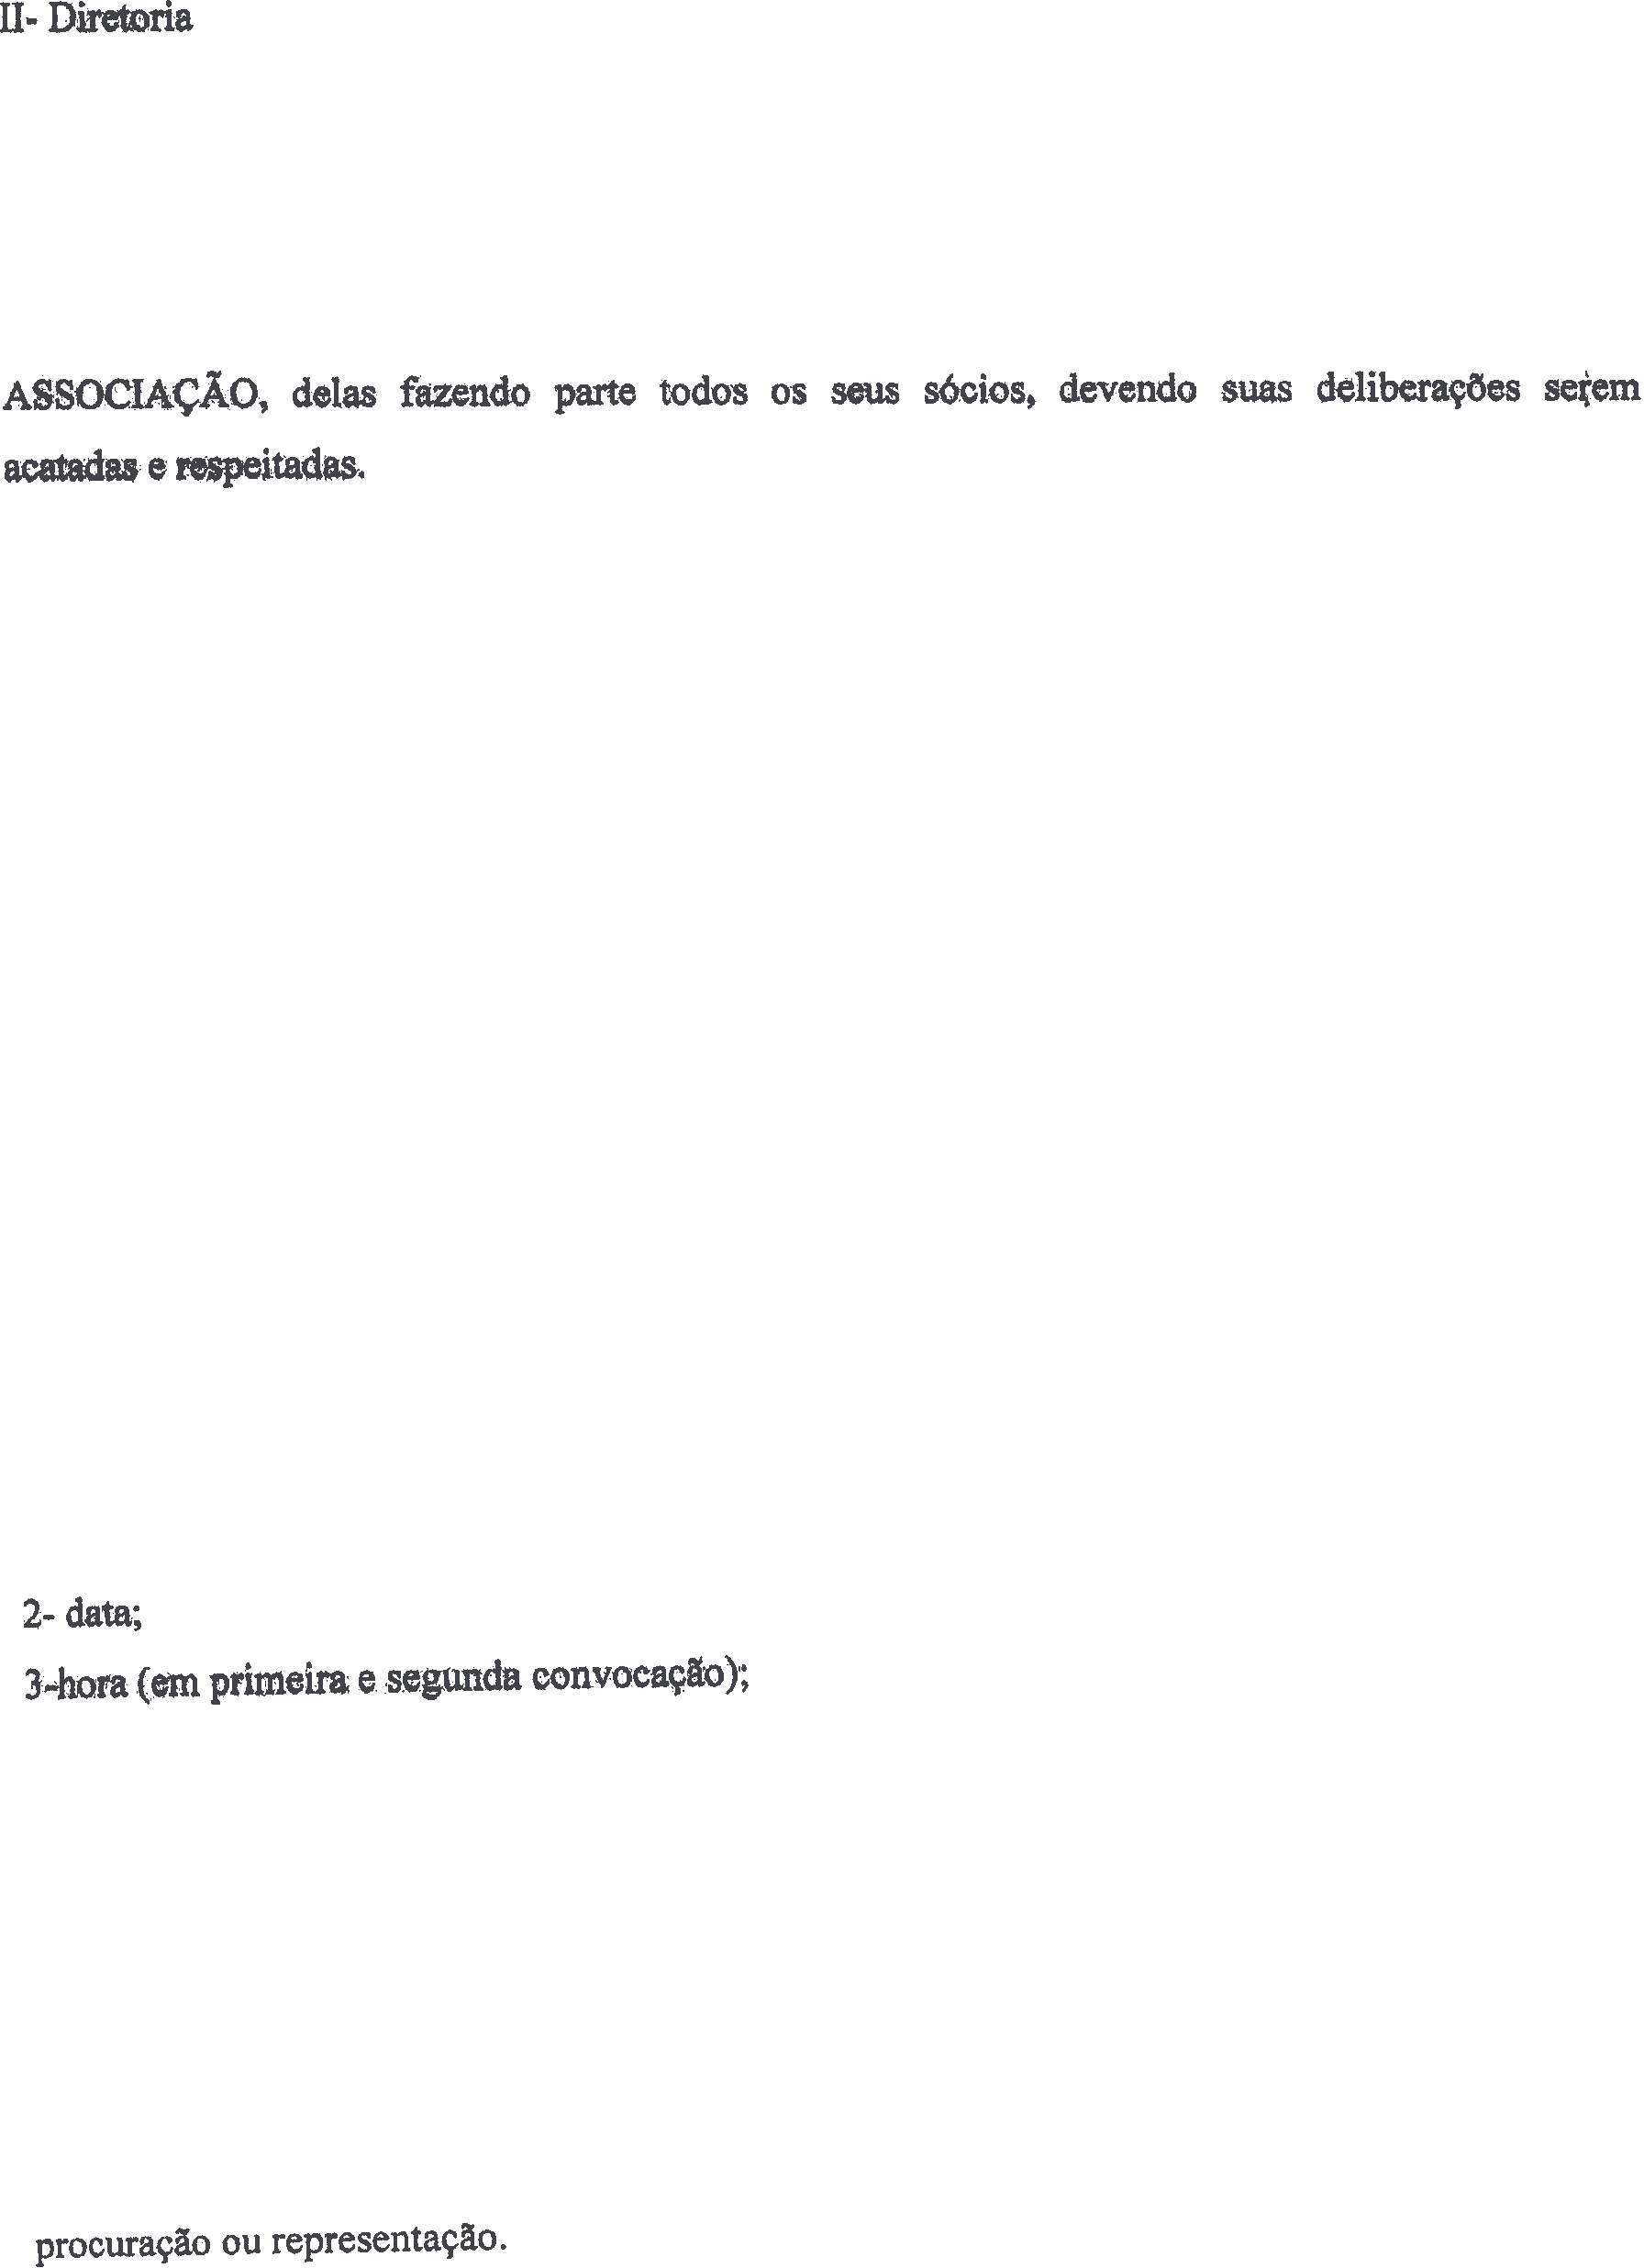 II- Diretoria
ASSOCIAÇÃO, delas fazendo parte todos os seus sócios, devendo suas deliberações serem
acatadas e respeitadas.
2- data;
3-hora (em primeira e segunda convocação);
procuração ou representação.